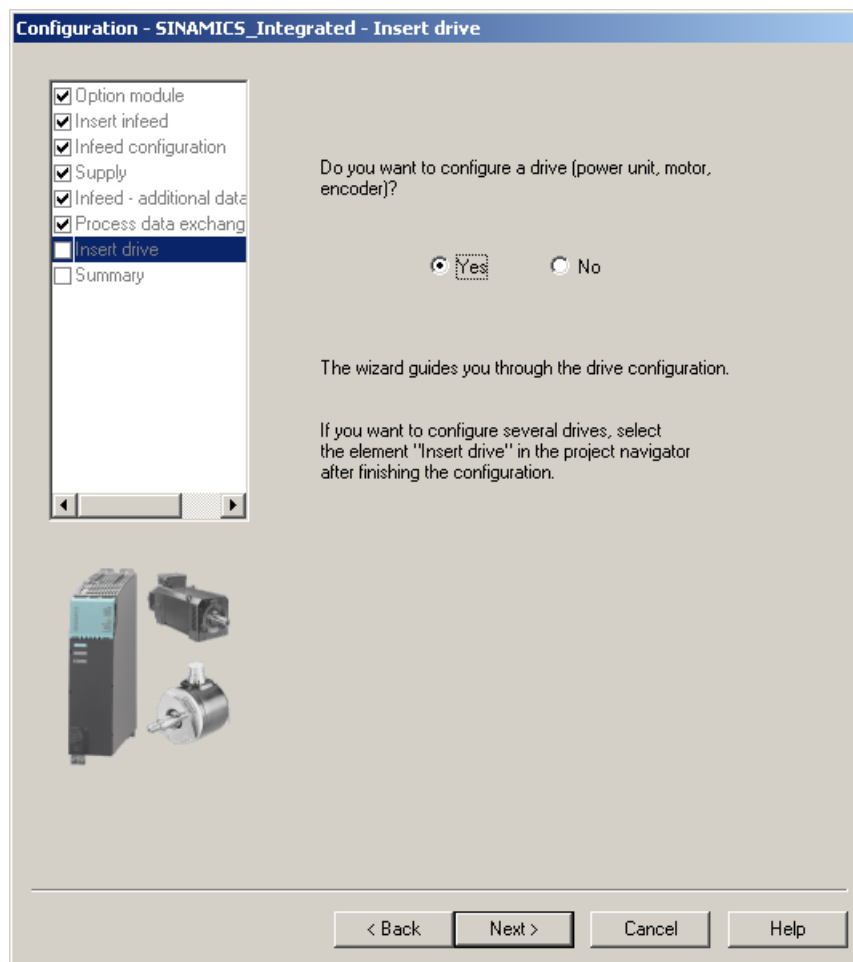 Configuration - SINAMICS_Integrated - Insert drive
Option module
Insert infeed
Infeed configuration
Supply
Infeed - additional data
Process data exchang
Insert drive
Summary
Do you want to configure a drive (power unit, motor,
encoder)?
Yes
No
The wizard guides you through the drive configuration.
If you want to configure several drives, select
the element "Insert drive" in the project navigator
after finishing the configuration.
< Back
Next >
Cancel
Help